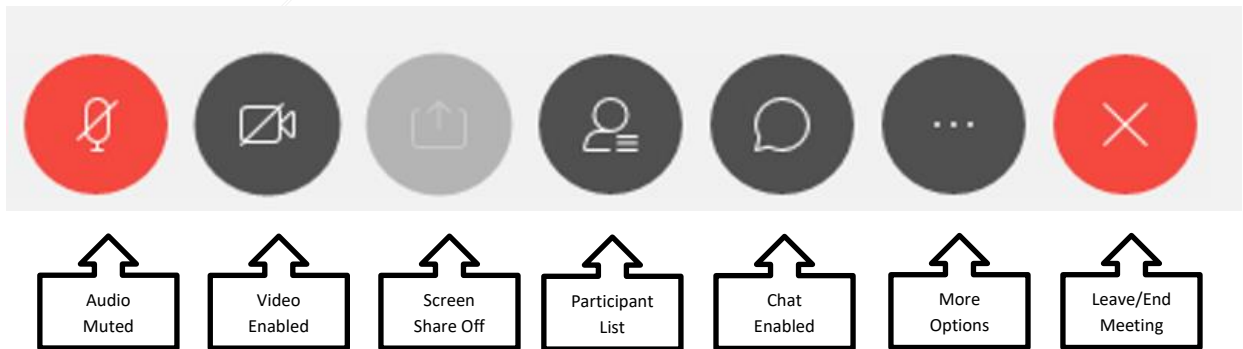 Audio
Muted
Video
Enabled
Screen
Share Off
Participant
List
Chat
Enabled
More
Options
Leave/End
Meeting